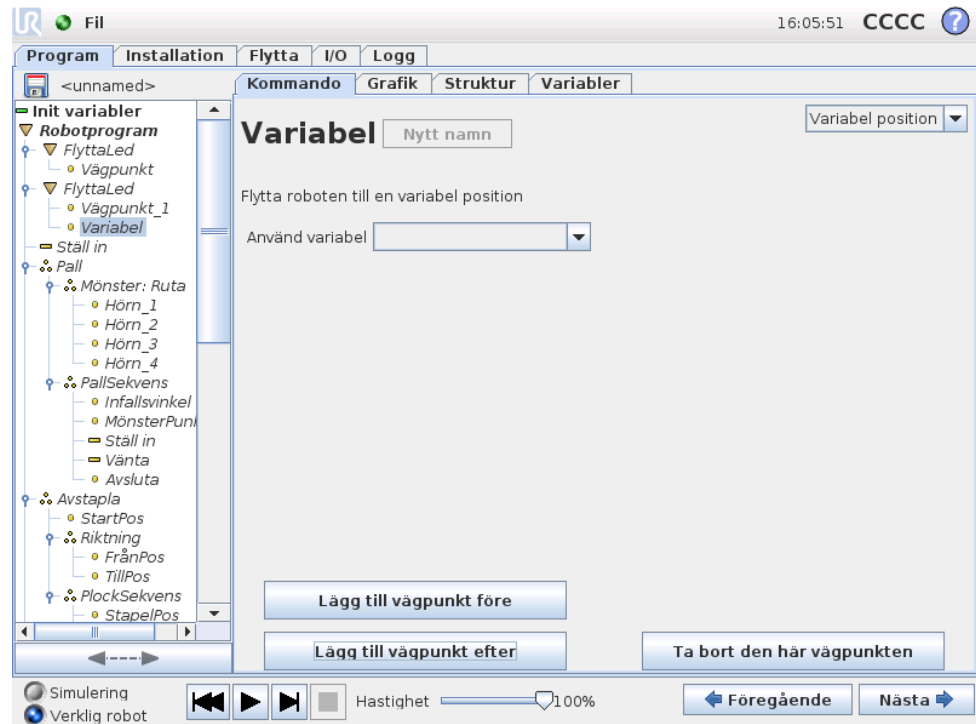 UR Fil 16:05:51 CCCC ?
Program Installation Flytta I/O Logg
<unnamed>
Kommando Grafik Struktur Variabler
Init variabler
Robotprogram
FlyttaLed
Vägpunkt
FlyttaLed
Vägpunkt_1
Variabel
Ställ in
Pall
Mönster: Ruta
Hörn_1
Hörn_2
Hörn_3
Hörn_4
PallSekvens
Infallsvinkel
MönsterPun
Ställ in
Vänta
Avsluta
Avstapla
StartPos
Riktning
FrånPos
TillPos
PlockSekvens
StapelPos
Variabel Nytt namn
Variabel position
Flytta roboten till en variabel position
Använd variabel
Lägg till vägpunkt före
Lägg till vägpunkt efter
Ta bort den här vägpunkten
Simulering
Verklig robot
Hastighet 100%
Föregående Nästa